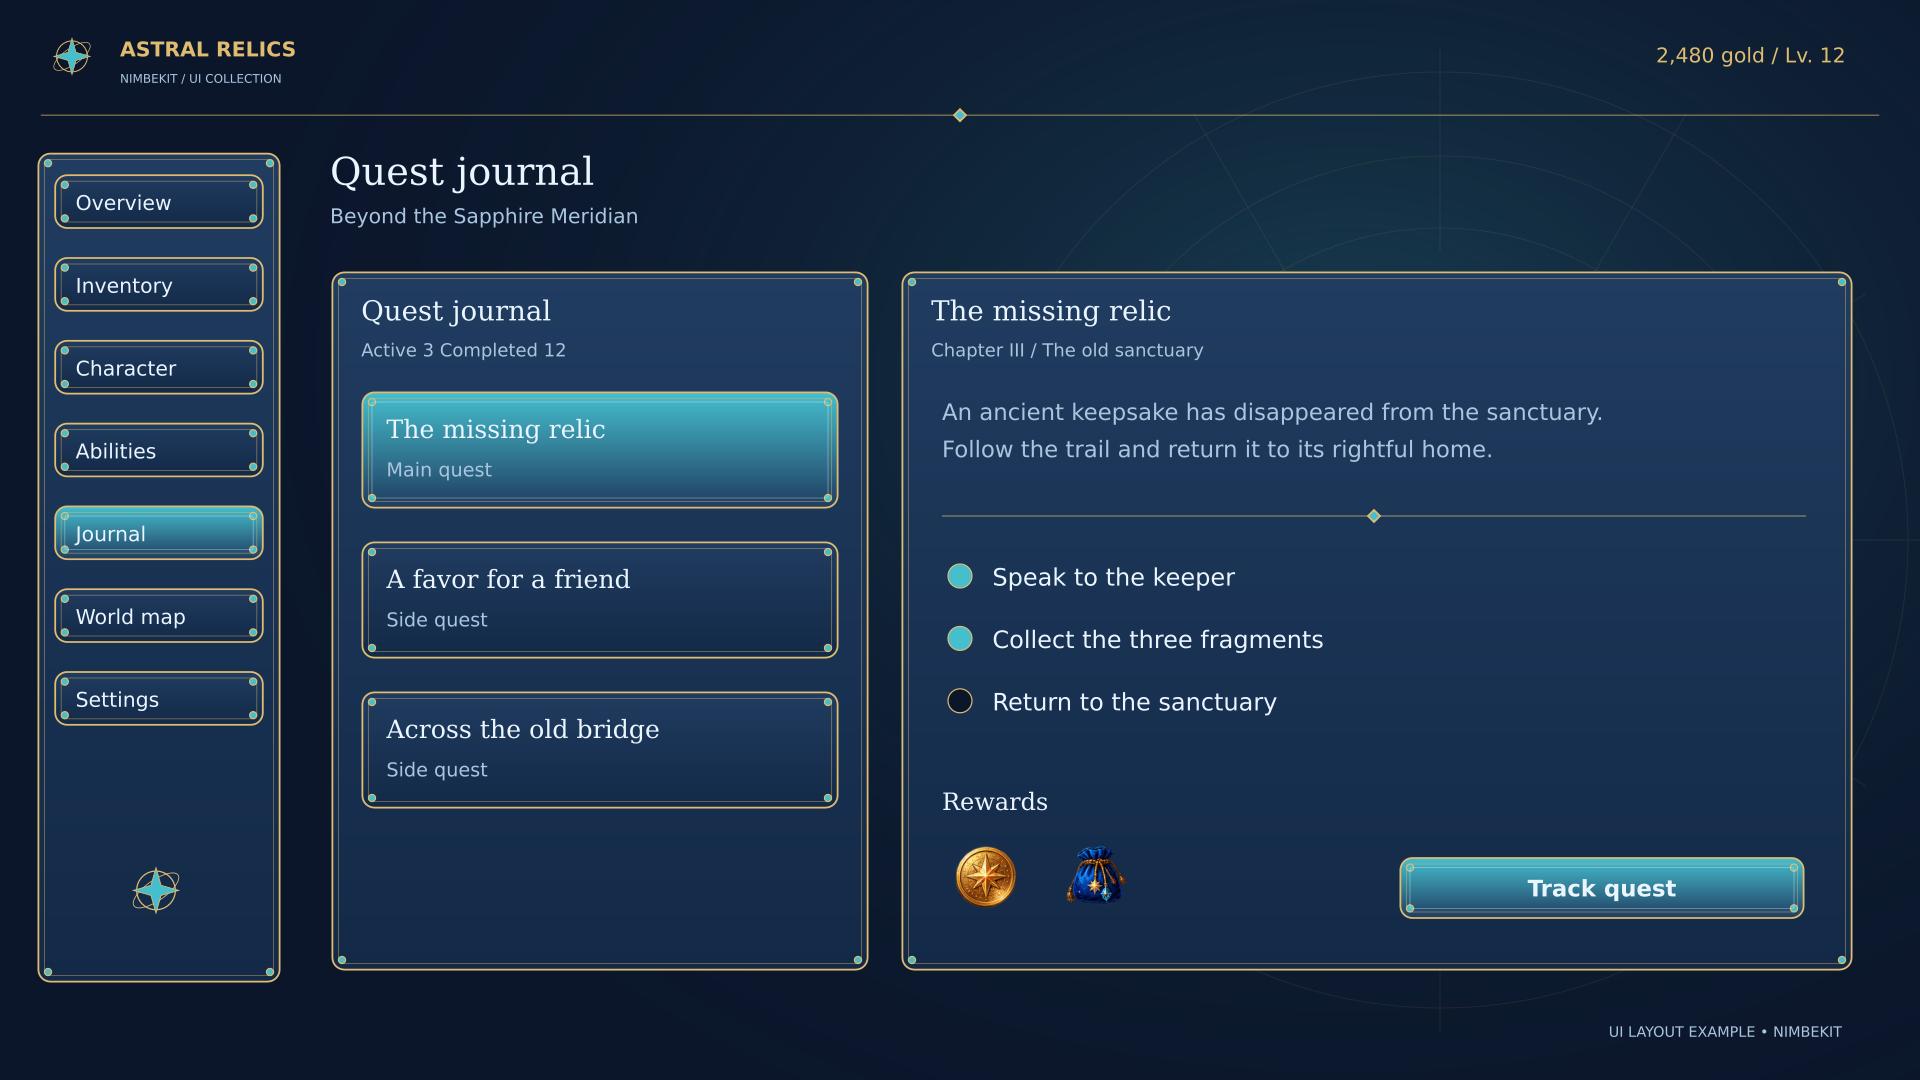 ASTRAL RELICS
NIMBEKIT / UI COLLECTION
2,480 gold / Lv. 12
Overview
Inventory
Character
Abilities
Journal
World map
Settings
Quest journal
Beyond the Sapphire Meridian
Quest journal
Active 3 Completed 12
The missing relic
Main quest
A favor for a friend
Side quest
Across the old bridge
Side quest
The missing relic
Chapter III / The old sanctuary
An ancient keepsake has disappeared from the sanctuary.
Follow the trail and return it to its rightful home.
Speak to the keeper
Collect the three fragments
Return to the sanctuary
Rewards
Track quest
UI LAYOUT EXAMPLE • NIMBEKIT